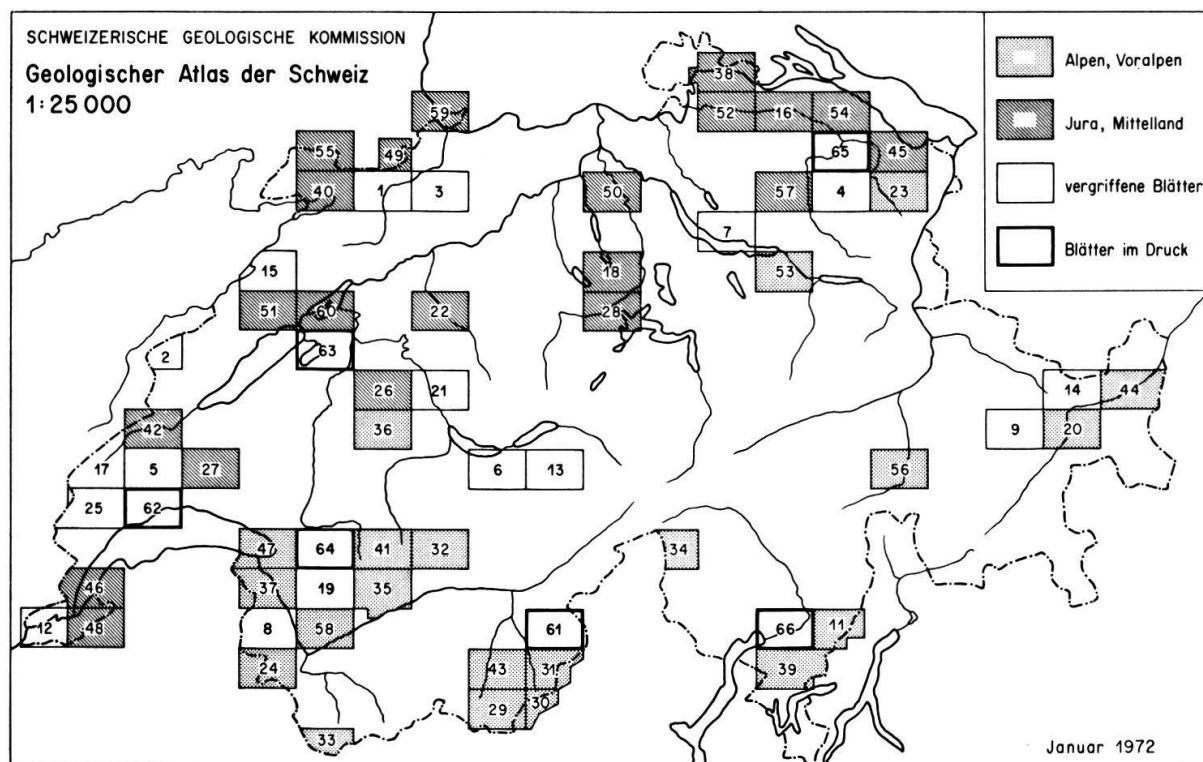 SCHWEIZERISCHE GEOLOGISCHE KOMMISSION
Geologischer Atlas der Schweiz
1:25 000
Alpen, Voralpen
Jura, Mittelland
vergriffene Blätter
Blätter im Druck
38
59
52 16 54
55 49 65 45
40 1 3 50 57 4 23
7
15 18 53
51 60 22 28
2 63
26 21 14 44
42 36 9 20
17 5 27 6 13 56
25 62
47 64 41 32 34
46 37 19 35
12 48 8 58 61 66 11
24 43 31 39
29 30
33
Januar 1972